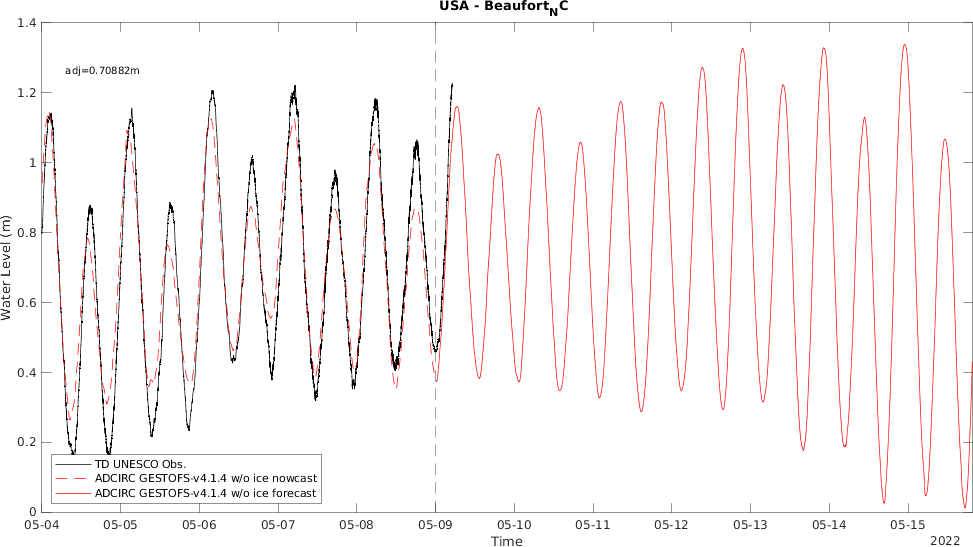 USA - Beaufort_NC
adj=0.70882m
1.4
1.2
1
0.8
0.6
0.4
0.2
0
Water Level (m)
TD UNESCO Obs.
ADCIRC GESTOFS-v4.1.4 w/o ice nowcast
ADCIRC GESTOFS-v4.1.4 w/o ice forecast
05-04 05-05 05-06 05-07 05-08 05-09 05-10 05-11 05-12 05-13 05-14 05-15
Time
2022